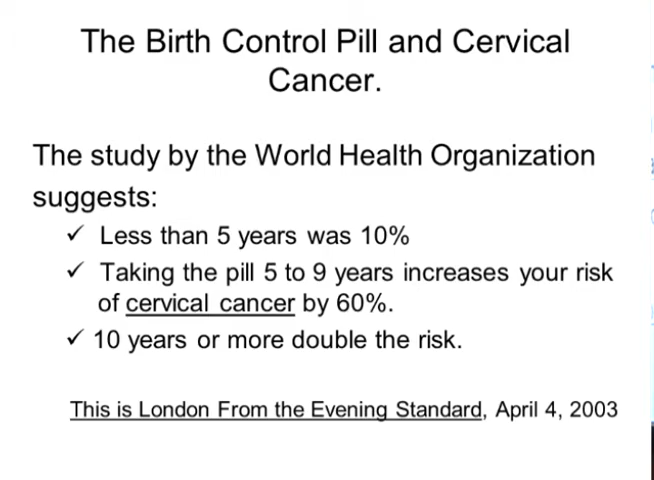 The Birth Control Pill and Cervical
Cancer.
The study by the World Health Organization
suggests:
✓ Less than 5 years was 10%
✓ Taking the pill 5 to 9 years increases your risk
of cervical cancer by 60%.
✓ 10 years or more double the risk.
This is London From the Evening Standard, April 4, 2003